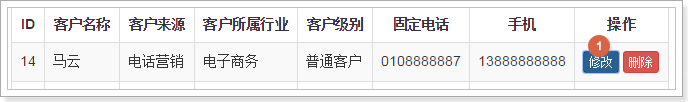 ID 客户名称 客户来源 客户所属行业 客户级别 固定电话 手机 操作
1
14 马云 电话营销 电子商务 普通客户 0108888887 13888888888 修改 删除